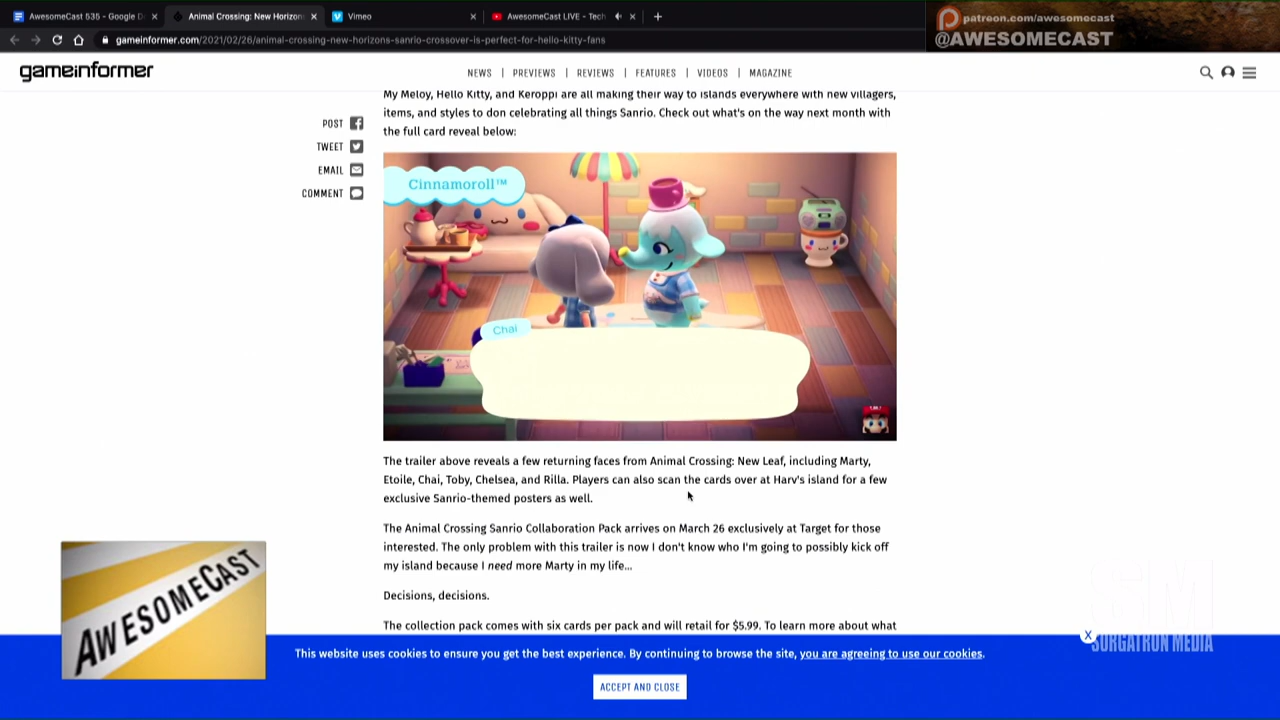 AwesomeCast 535 - Google D
Animal Crossing: New Horizon
Vimeo
AwesomeCast LIVE - Tech
patreon.com/awesomecast
@AWESOMECAST
gameinformer.com/2021/02/26/animal-crossing-new-horizons-sanrio-crossover-is-perfect-for-hello-kitty-fans
gameinformer
NEWS | PREVIEWS | REVIEWS | FEATURES | VIDEOS | MAGAZINE
My Meloy, Hello Kitty, and Keroppi are all making their way to islands everywhere with new villagers,
items, and styles to don celebrating all things Sanrio. Check out what's on the way next month with
the full card reveal below:
POST
TWEET
EMAIL
COMMENT
Cinnamoroll™
Chai
The trailer above reveals a few returning faces from Animal Crossing: New Leaf, including Marty,
Etoile, Chai, Toby, Chelsea, and Rilla. Players can also scan the cards over at Harv's island for a few
exclusive Sanrio-themed posters as well.
The Animal Crossing Sanrio Collaboration Pack arrives on March 26 exclusively at Target for those
interested. The only problem with this trailer is now I don't know who I'm going to possibly kick off
my island because I need more Marty in my life...
Decisions, decisions.
The collection pack comes with six cards per pack and will retail for $5.99. To learn more about what
AWESOMECAST
SORGATRON MEDIA
X
This website uses cookies to ensure you get the best experience. By continuing to browse the site, you are agreeing to use our cookies.
ACCEPT AND CLOSE